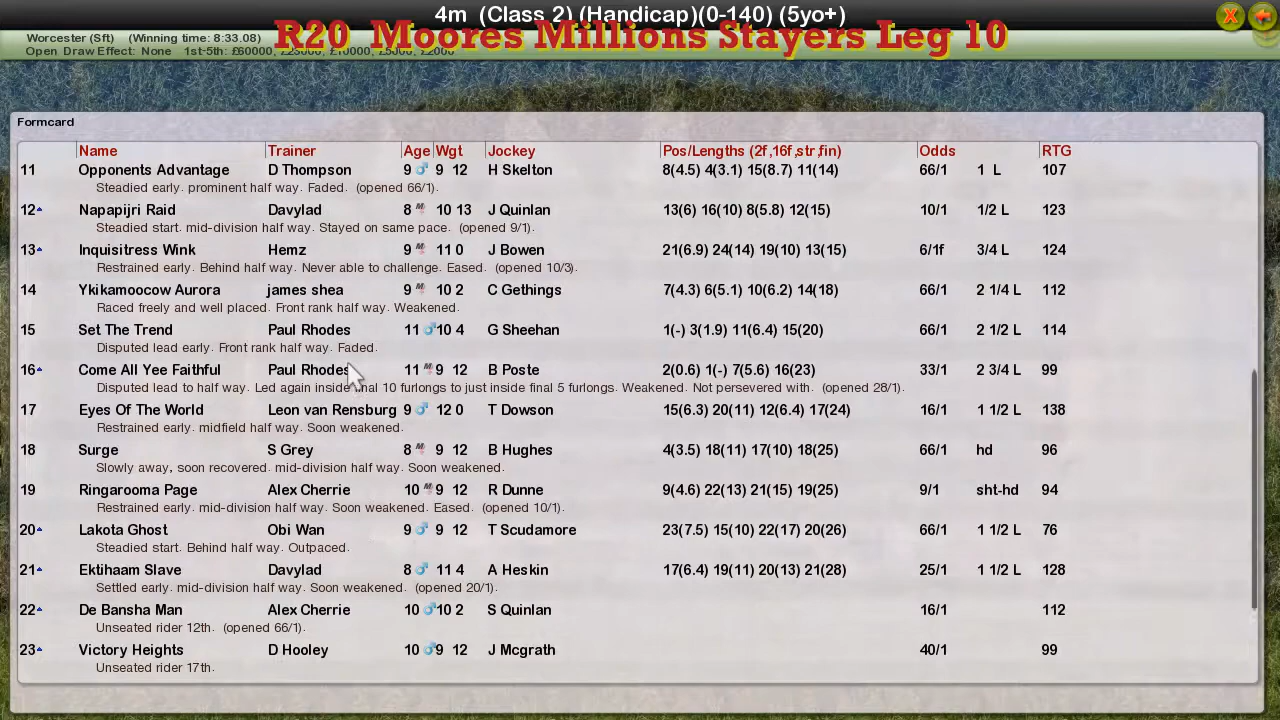 4m (Class 2) (Handicap)(0-140) (5yo+)
R20 Moores Millions Stayers Leg 10
Worcester (Sft) (Winning time: 8:33.08)
Open Draw Effect: None 1st-5th: £60000, £23000, £10000, £5000, £2000
Formcard
Name Trainer Age Wgt Jockey Pos/Lengths (2f,16f,str,fin) Odds RTG
11 Opponents Advantage D Thompson 9 9 12 H Skelton 8(4.5) 4(3.1) 15(8.7) 11(14) 66/1 1 L 107
Steadied early. prominent half way. Faded. (opened 66/1).
12 Napapijri Raid Davylad 8 10 13 J Quinlan 13(6) 16(10) 8(5.8) 12(15) 10/1 1/2 L 123
Steadied start. mid-division half way. Stayed on same pace. (opened 9/1).
13 Inquisitress Wink Hemz 9 11 0 J Bowen 21(6.9) 24(14) 19(10) 13(15) 6/1f 3/4 L 124
Restrained early. Behind half way. Never able to challenge. Eased. (opened 10/3).
14 Ykikamoocow Aurora james shea 9 10 2 C Gethings 7(4.3) 6(5.1) 10(6.2) 14(18) 66/1 2 1/4 L 112
Raced freely and well placed. Front rank half way. Weakened.
15 Set The Trend Paul Rhodes 11 10 4 G Sheehan 1(-) 3(1.9) 11(6.4) 15(20) 66/1 2 1/2 L 114
Disputed lead early. Front rank half way. Faded.
16 Come All Yee Faithful Paul Rhodes 11 9 12 B Poste 2(0.6) 1(-) 7(5.6) 16(23) 33/1 2 3/4 L 99
Disputed lead to half way. Led again inside final 10 furlongs to just inside final 5 furlongs. Weakened. Not persevered with. (opened 28/1).
17 Eyes Of The World Leon van Rensburg 9 12 0 T Dowson 15(6.3) 20(11) 12(6.4) 17(24) 16/1 1 1/2 L 138
Restrained early. midfield half way. Soon weakened.
18 Surge S Grey 8 9 12 B Hughes 4(3.5) 18(11) 17(10) 18(25) 66/1 hd 96
Slowly away, soon recovered. mid-division half way. Soon weakened.
19 Ringarooma Page Alex Cherrie 10 9 12 R Dunne 9(4.6) 22(13) 21(15) 19(25) 9/1 sht-hd 94
Restrained early. mid-division half way. Soon weakened. Eased. (opened 10/1).
20 Lakota Ghost Obi Wan 9 9 12 T Scudamore 23(7.5) 15(10) 22(17) 20(26) 66/1 1 1/2 L 76
Steadied start. Behind half way. Outpaced.
21 Ektihaam Slave Davylad 8 11 4 A Heskin 17(6.4) 19(11) 20(13) 21(28) 25/1 1 1/2 L 128
Settled early. mid-division half way. Soon weakened. (opened 20/1).
22 De Bansha Man Alex Cherrie 10 10 2 S Quinlan 16/1 112
Unseated rider 12th. (opened 66/1).
23 Victory Heights D Hooley 10 9 12 J Mcgrath 40/1 99
Unseated rider 17th.